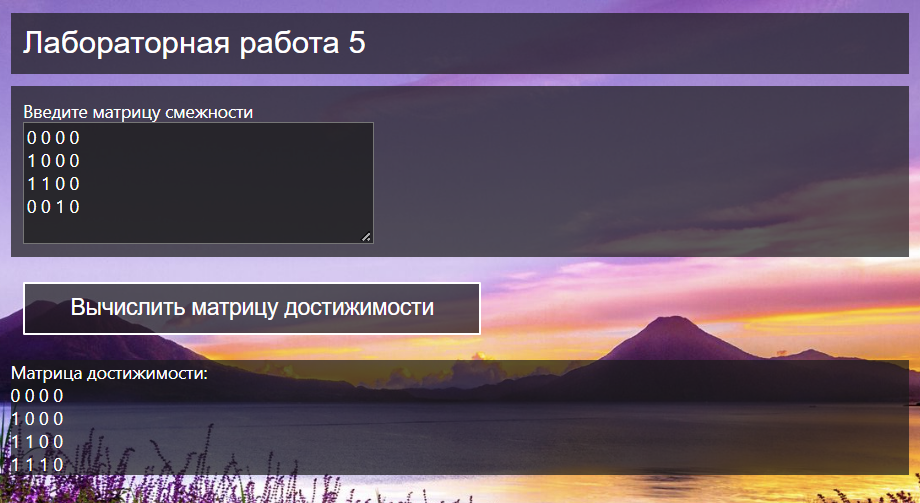 Лабораторная работа 5
Введите матрицу смежности
0 0 0 0
1 0 0 0
1 1 0 0
0 0 1 0
Вычислить матрицу достижимости
Матрица достижимости:
0 0 0 0
1 0 0 0
1 1 0 0
1 1 1 0